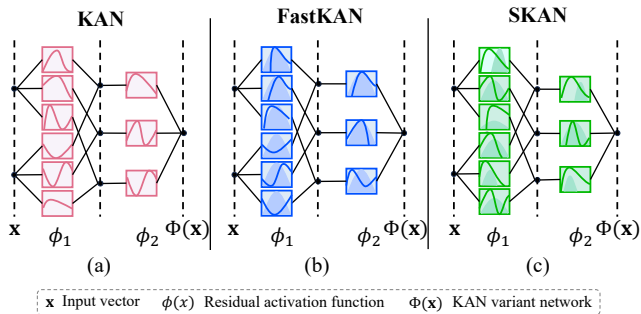 KAN FastKAN SKAN
x ϕ₁ ϕ₂ Φ(x) x ϕ₁ ϕ₂ Φ(x) x ϕ₁ ϕ₂ Φ(x)
(a) (b) (c)
x Input vector ϕ(x) Residual activation function Φ(x) KAN variant network